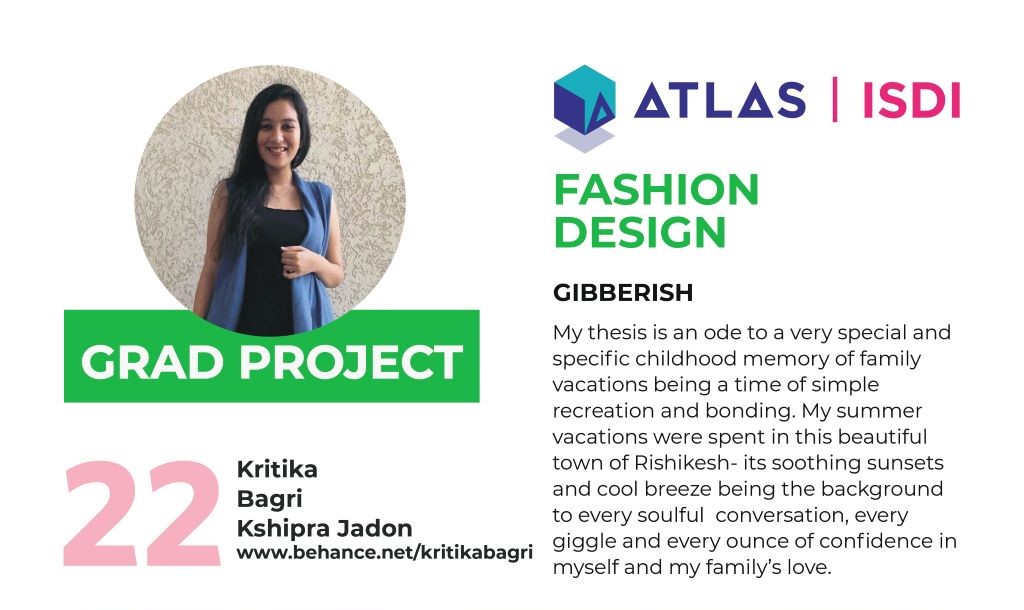 GRAD PROJECT
22
Kritika
Bagri
Kshipra Jadon
www.behance.net/kritikabagri
ATLAS | ISDI
FASHION
DESIGN
GIBBERISH
My thesis is an ode to a very special and
specific childhood memory of family
vacations being a time of simple
recreation and bonding. My summer
vacations were spent in this beautiful
town of Rishikesh- its soothing sunsets
and cool breeze being the background
to every soulful  conversation, every
giggle and every ounce of confidence in
myself and my family’s love.